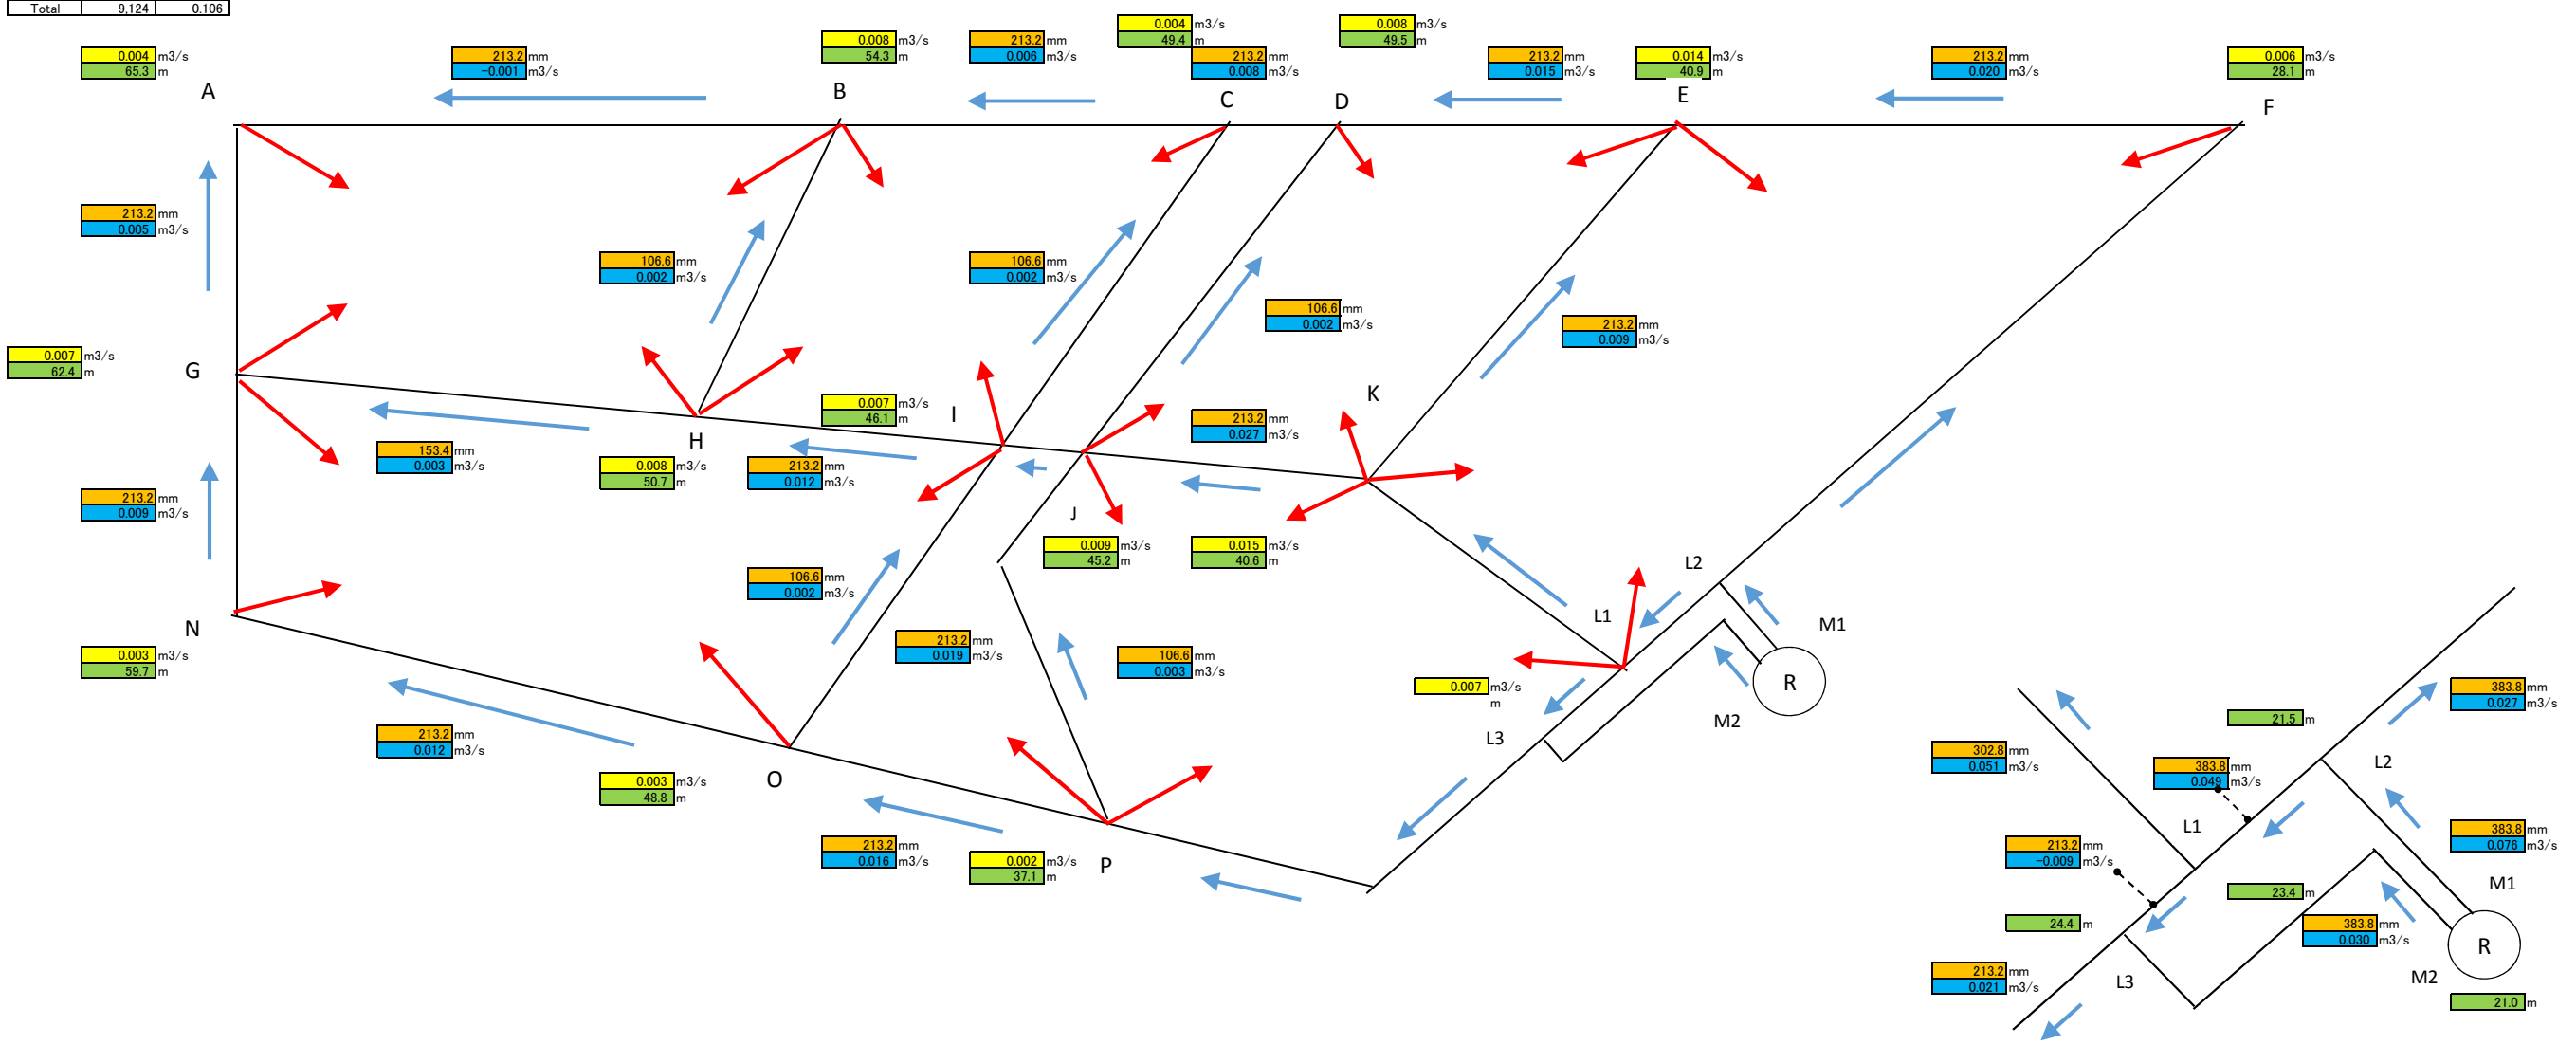 Total 9,124 0.106
0.004 m3/s
65.3 m
A
213.2 mm
-0.001 m3/s
0.008 m3/s
54.3 m
B
213.2 mm
0.006 m3/s
0.004 m3/s
49.4 m
213.2 mm
0.008 m3/s
C
0.008 m3/s
49.5 m
D
213.2 mm
0.015 m3/s
0.014 m3/s
40.9 m
E
213.2 mm
0.020 m3/s
0.006 m3/s
28.1 m
F
213.2 mm
0.005 m3/s
106.6 mm
0.002 m3/s
106.6 mm
0.002 m3/s
106.6 mm
0.002 m3/s
213.2 mm
0.009 m3/s
0.007 m3/s
62.4 m
G
0.007 m3/s
46.1 m
I
213.2 mm
0.027 m3/s
K
153.4 mm
0.003 m3/s
H
0.008 m3/s
50.7 m
213.2 mm
0.012 m3/s
213.2 mm
0.009 m3/s
J
0.009 m3/s
45.2 m
0.015 m3/s
40.6 m
106.6 mm
0.002 m3/s
L2
L1
M1
N
0.003 m3/s
59.7 m
213.2 mm
0.019 m3/s
106.6 mm
0.003 m3/s
0.007 m3/s
m
R
M2
L3
213.2 mm
0.012 m3/s
0.003 m3/s
48.8 m
O
213.2 mm
0.016 m3/s
0.002 m3/s
37.1 m
P
383.8 mm
0.027 m3/s
21.5 m
302.8 mm
0.051 m3/s
383.8 mm
0.049 m3/s
L2
L1
383.8 mm
0.076 m3/s
213.2 mm
-0.009 m3/s
M1
23.4 m
24.4 m
383.8 mm
0.030 m3/s
R
213.2 mm
0.021 m3/s
L3
M2
21.0 m